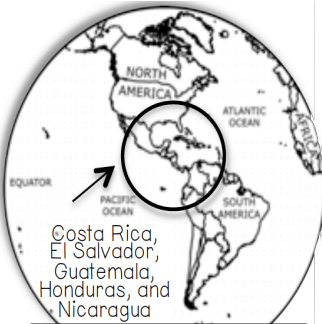 NORTH
AMERICA
ATLANTIC
OCEAN
AFRICA
EQUATOR
PACIFIC
OCEAN
SOUTH
AMERICA
Costa Rica,
El Salvador,
Guatemala,
Honduras, and
Nicaragua